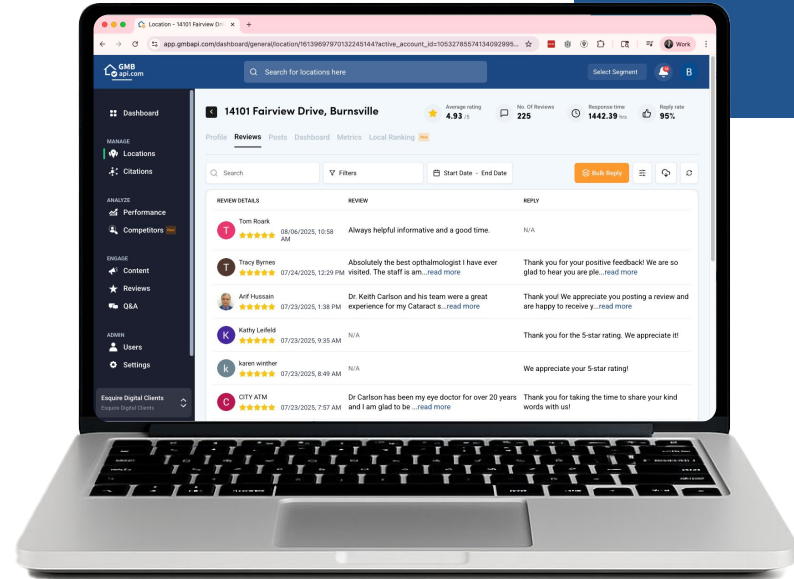 Location - 14101 Fairview Dri
app.gmbapi.com/dashboard/general/location/16139697970132245144?active_account_id=10532785574134092995...
Work
GMB
api.com
Search for locations here
Select Segment
B
Dashboard
MANAGE
Locations
Citations
ANALYZE
Performance
Competitors New
ENGAGE
Content
Reviews
Q&A
ADMIN
Users
Settings
Esquire Digital Clients
Esquire Digital Clients
14101 Fairview Drive, Burnsville
Average rating
4.93 /5
No. Of Reviews
225
Response time
1442.39 hrs
Reply rate
95%
Profile Reviews Posts Dashboard Metrics Local Ranking New
Search
Filters
Start Date - End Date
Bulk Reply
REVIEW DETAILS REVIEW REPLY
T
Tom Roark
08/06/2025, 10:58
AM
Always helpful informative and a good time.
N/A
T
Tracy Byrnes
07/24/2025, 12:29 PM
Absolutely the best opthalmologist I have ever
visited. The staff is am...read more
Thank you for your positive feedback! We are so
glad to hear you are ple...read more
Arif Hussain
07/23/2025, 1:38 PM
Dr. Keith Carlson and his team were a great
experience for my Cataract s...read more
Thank you! We appreciate you posting a review and
are happy to receive y...read more
K
Kathy Leifeld
07/23/2025, 9:35 AM
N/A
Thank you for the 5-star rating. We appreciate it!
k
karen winther
07/23/2025, 8:49 AM
N/A
We appreciate your 5-star rating!
C
CITY ATM
07/23/2025, 7:57 AM
Dr Carlson has been my eye doctor for over 20 years
and I am glad to be ...read more
Thank you for taking the time to share your kind
words with us!